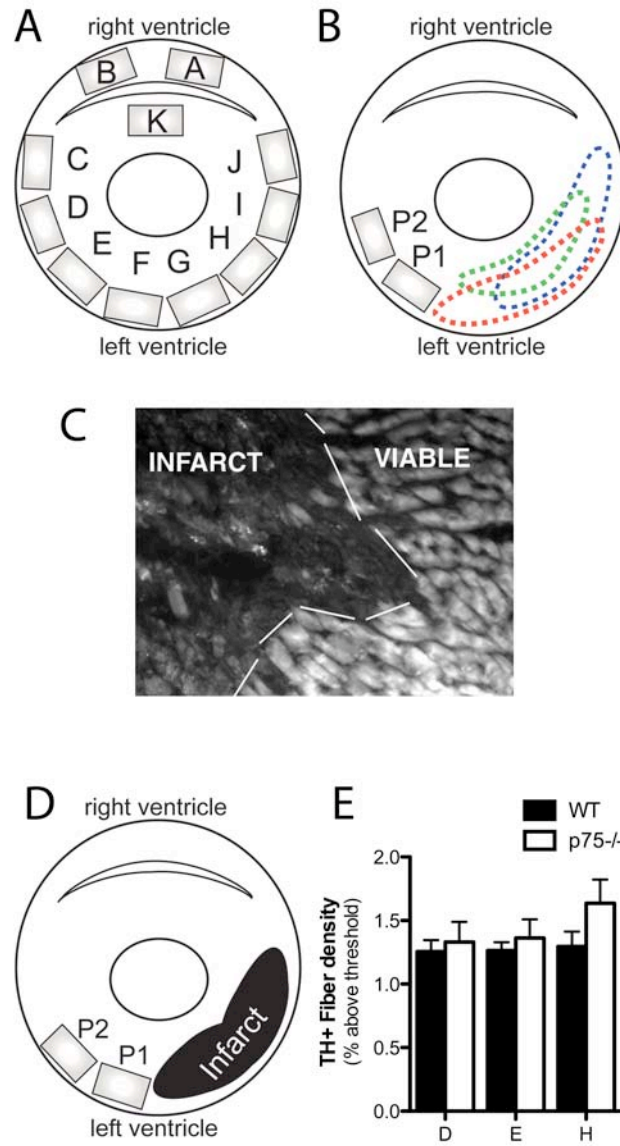 A
right ventricle
B
A
K
C
J
D
I
E
H
F
G
left ventricle
B
right ventricle
P2
P1
left ventricle
C
INFARCT
VIABLE
D
right ventricle
P2
P1
Infarct
left ventricle
E
WT
p75-/-
TH+ Fiber density
(% above threshold)
2.0
1.5
1.0
0.5
0.0
D
E
H